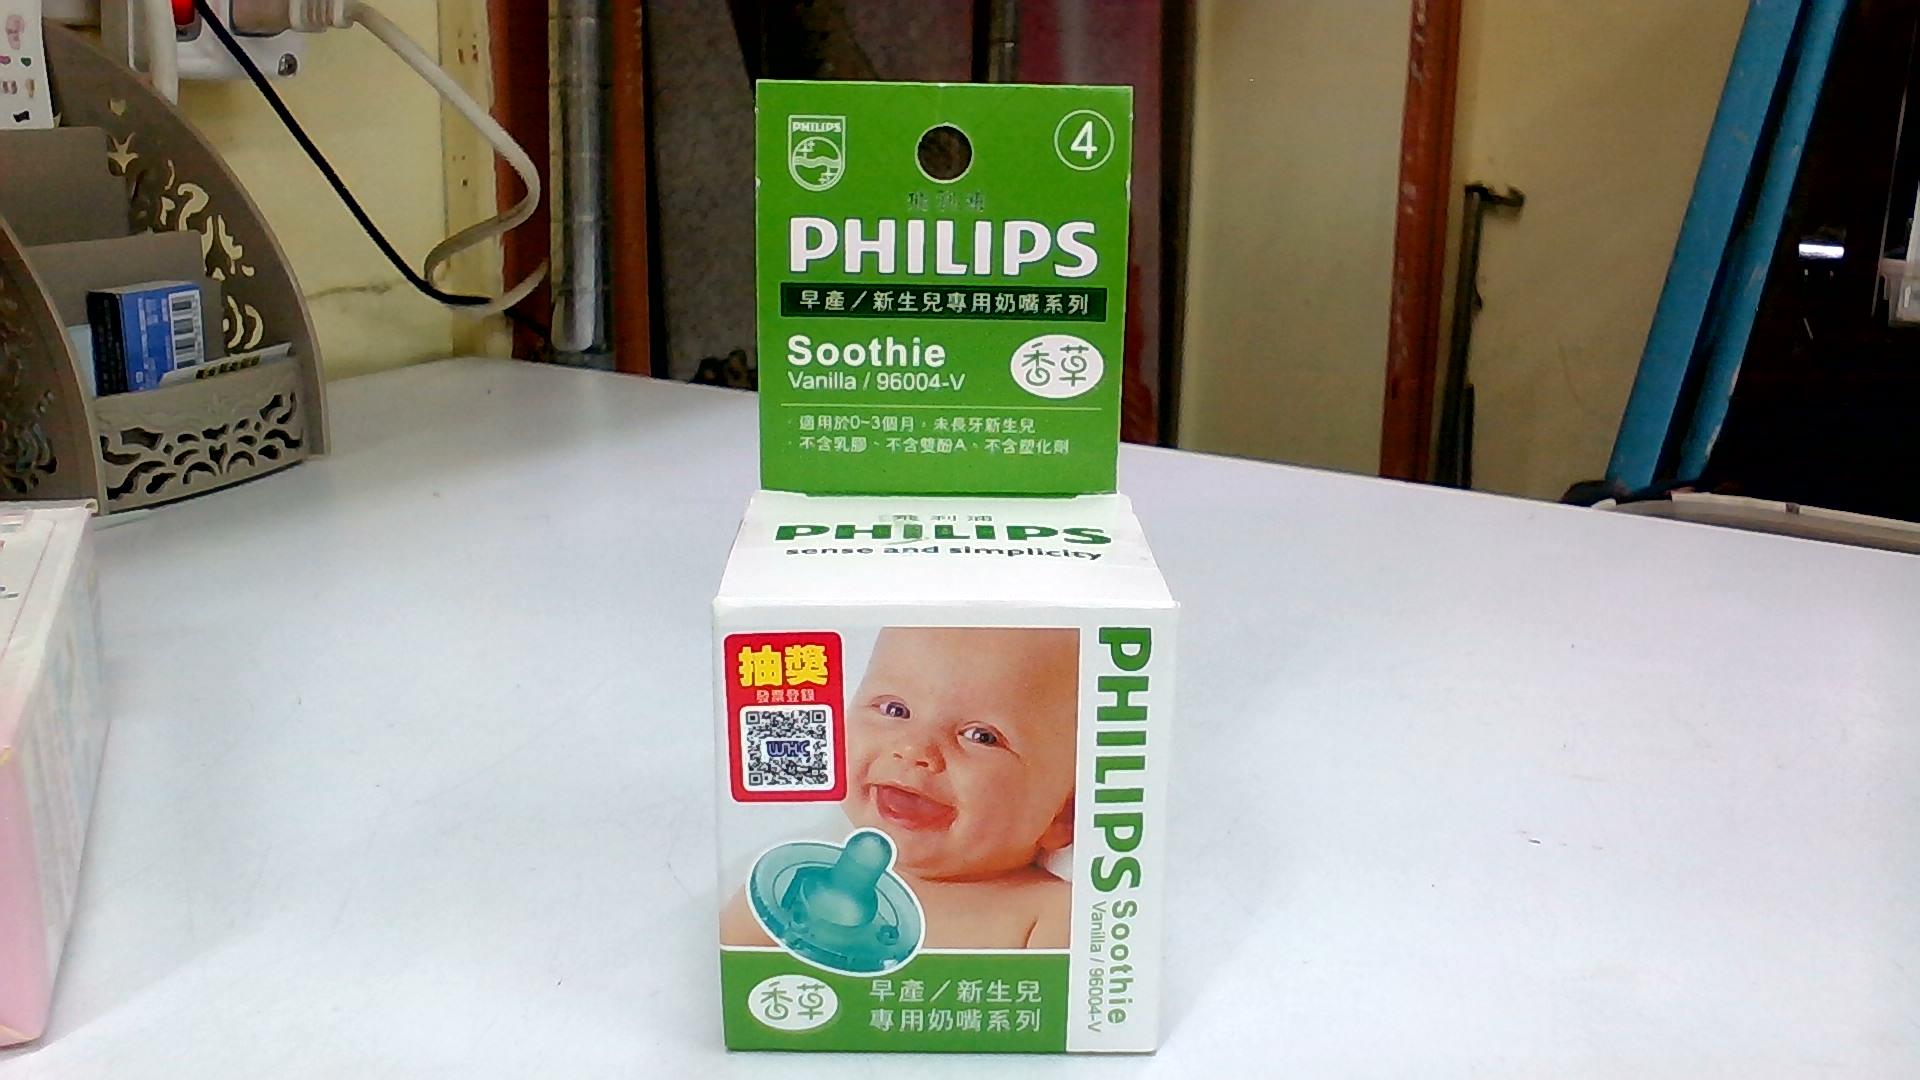 PHILIPS
④
飛利浦
PHILIPS
早產／新生兒專用奶嘴系列
Soothie
Vanilla / 96004-V
香草
適用於0~3個月，未長牙新生兒
不含乳膠、不含雙酚A、不含塑化劑
飛利浦
PHILIPS
sense and simplicity
抽獎
發票登錄
WHC
PHILIPS Soothie
Vanilla / 96004-V
香草
早產／新生兒
專用奶嘴系列